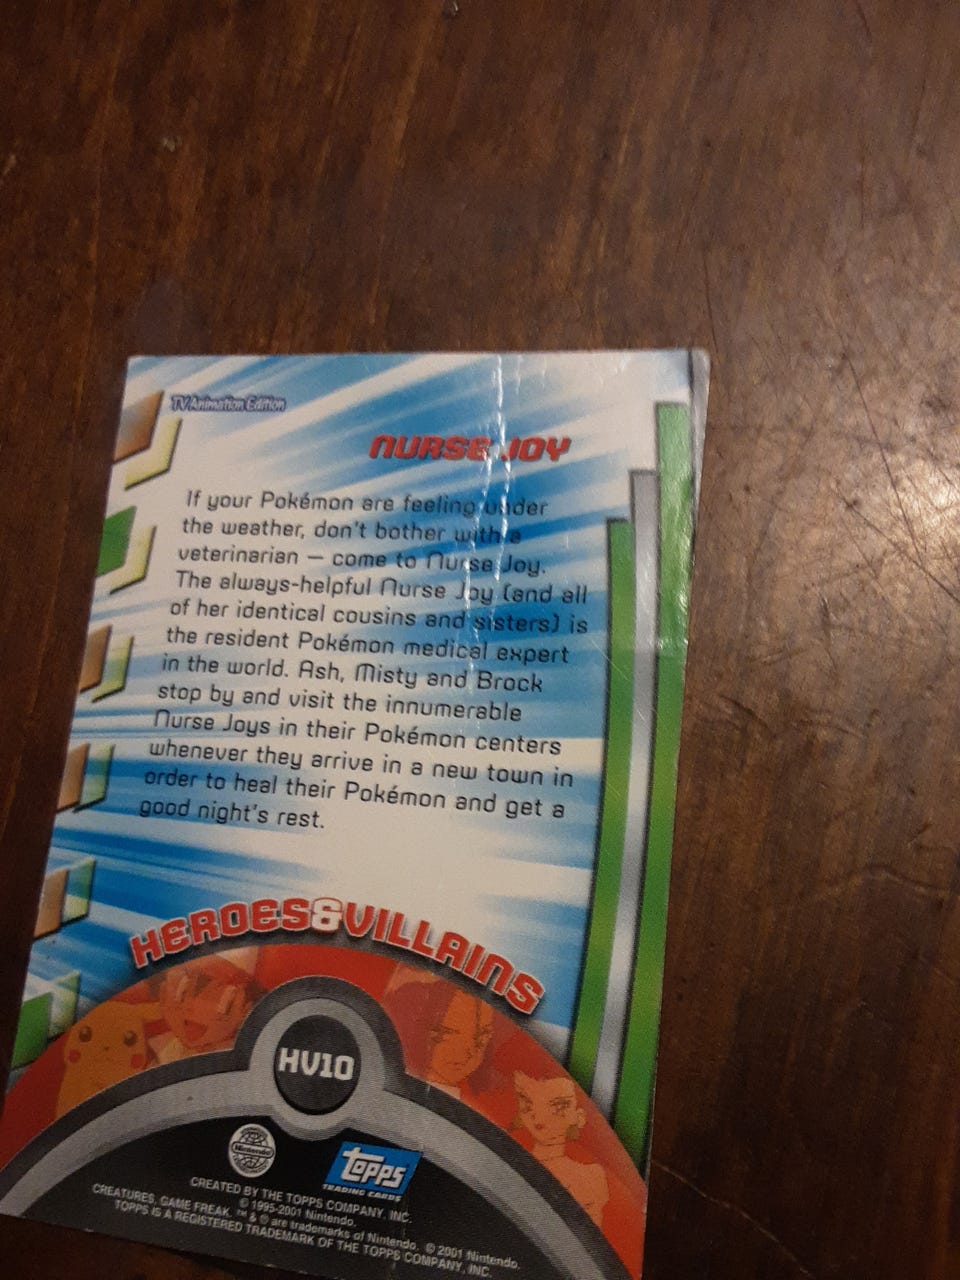 TV Animation Edition
NURSE JOY
If your Pokémon are feeling under
the weather, don't bother with a
veterinarian — come to Nurse Joy.
The always-helpful Nurse Joy (and all
of her identical cousins and sisters) is
the resident Pokémon medical expert
in the world. Ash, Misty and Brock
stop by and visit the innumerable
Nurse Joys in their Pokémon centers
whenever they arrive in a new town in
order to heal their Pokémon and get a
good night's rest.
HEROES&VILLAINS
HV10
Nintendo
TOPPS
TRADING CARDS
CREATED BY THE TOPPS COMPANY, INC.
© 1995-2001 Nintendo.
CREATURES, GAME FREAK. ™ & ® are trademarks of Nintendo. © 2001 Nintendo.
TOPPS IS A REGISTERED TRADEMARK OF THE TOPPS COMPANY, INC.